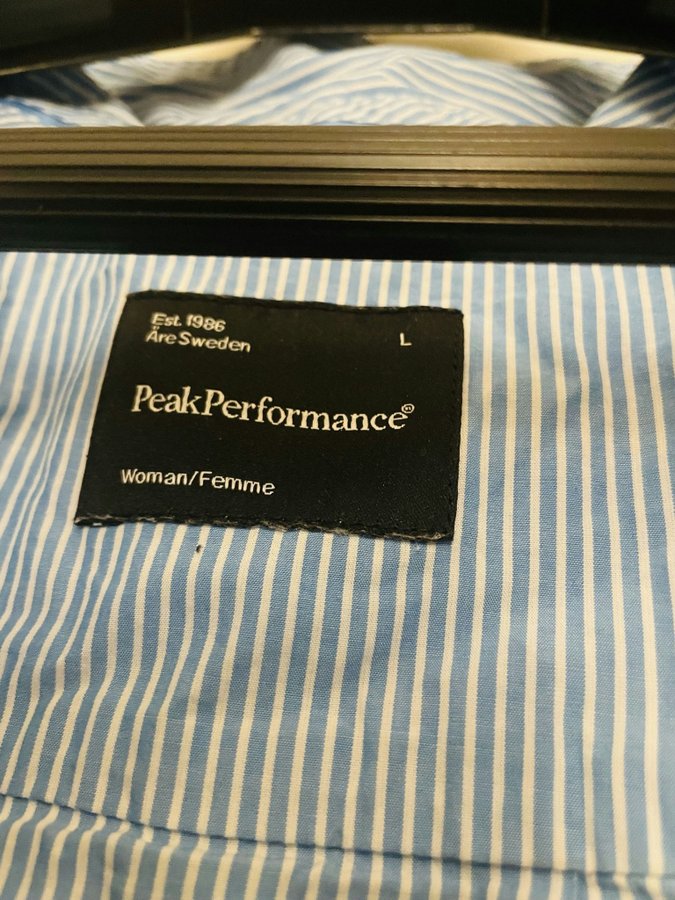 Est. 1986
Åre Sweden
L
PeakPerformance®
Woman/Femme